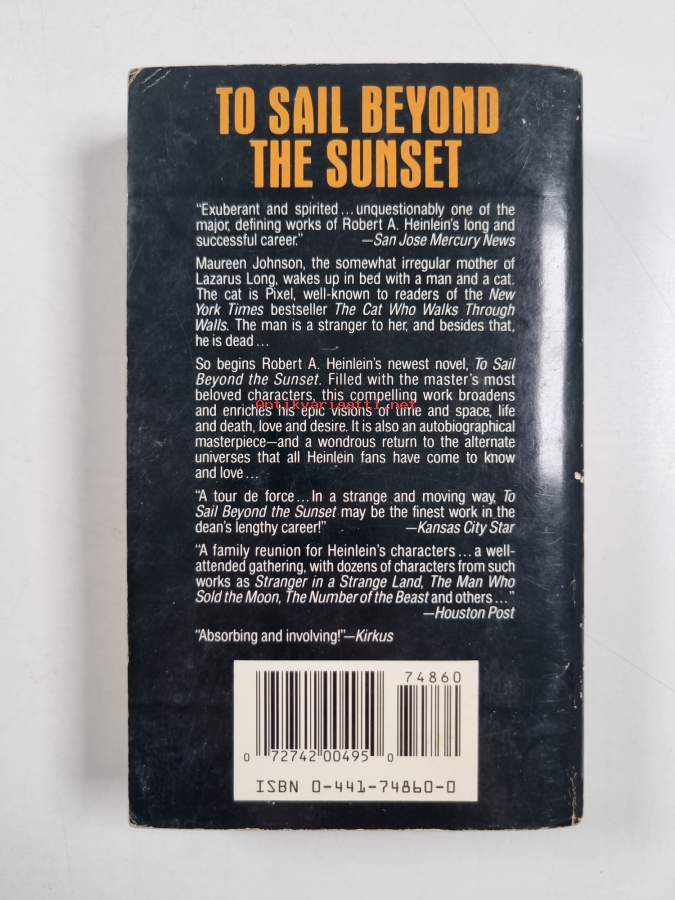 TO SAIL BEYOND
THE SUNSET
"Exuberant and spirited... unquestionably one of the
major, defining works of Robert A. Heinlein's long and
successful career." —San Jose Mercury News
Maureen Johnson, the somewhat irregular mother of
Lazarus Long, wakes up in bed with a man and a cat.
The cat is Pixel, well-known to readers of the New
York Times bestseller The Cat Who Walks Through
Walls. The man is a stranger to her, and besides that,
he is dead...
So begins Robert A. Heinlein's newest novel, To Sail
Beyond the Sunset. Filled with the master's most
beloved characters, this compelling work broadens
Antikvariaatti.net
and enriches his epic visions of time and space, life
and death, love and desire. It is also an autobiographical
masterpiece—and a wondrous return to the alternate
universes that all Heinlein fans have come to know
and love...
"A tour de force... In a strange and moving way, To
Sail Beyond the Sunset may be the finest work in the
dean's lengthy career!" —Kansas City Star
"A family reunion for Heinlein's characters... a well-
attended gathering, with dozens of characters from such
works as Stranger in a Strange Land, The Man Who
Sold the Moon, The Number of the Beast and others..."
—Houston Post
"Absorbing and involving!"—Kirkus
74860
0 72742 00495 0
ISBN 0-441-74860-0